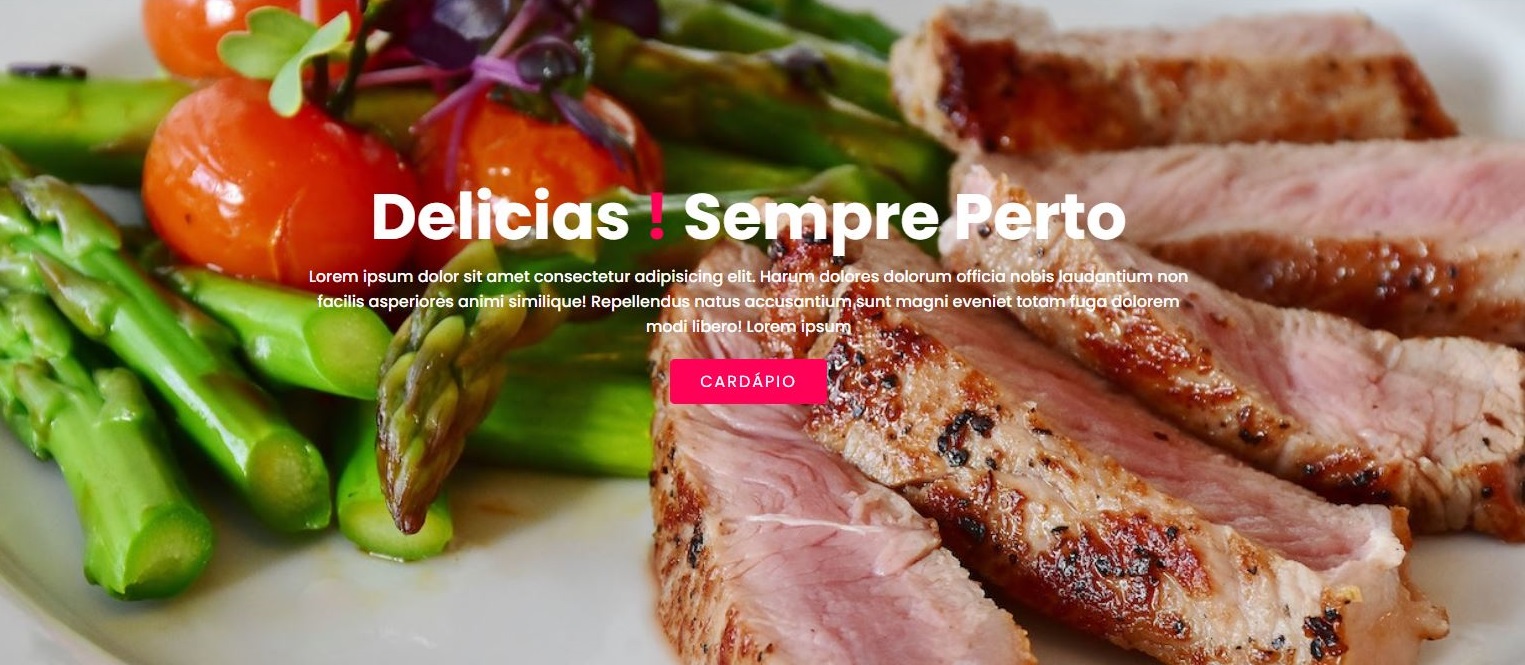 Delicias ! Sempre Perto
Lorem ipsum dolor sit amet consectetur adipisicing elit. Harum dolores dolorum officia nobis laudantium non
facilis asperiores animi similique! Repellendus natus accusantium sunt magni eveniet totam fuga dolorem
modi libero! Lorem ipsum
CARDÁPIO